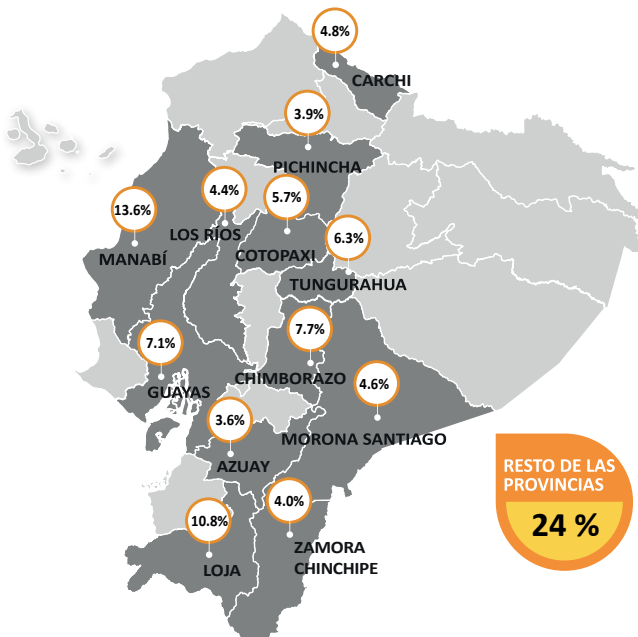 4.8%
CARCHI
3.9%
PICHINCHA
4.4%
LOS RÍOS
5.7%
COTOPAXI
13.6%
MANABÍ
6.3%
TUNGURAHUA
7.1%
GUAYAS
7.7%
CHIMBORAZO
4.6%
MORONA SANTIAGO
3.6%
AZUAY
10.8%
LOJA
4.0%
ZAMORA
CHINCHIPE
RESTO DE LAS
PROVINCIAS
24 %